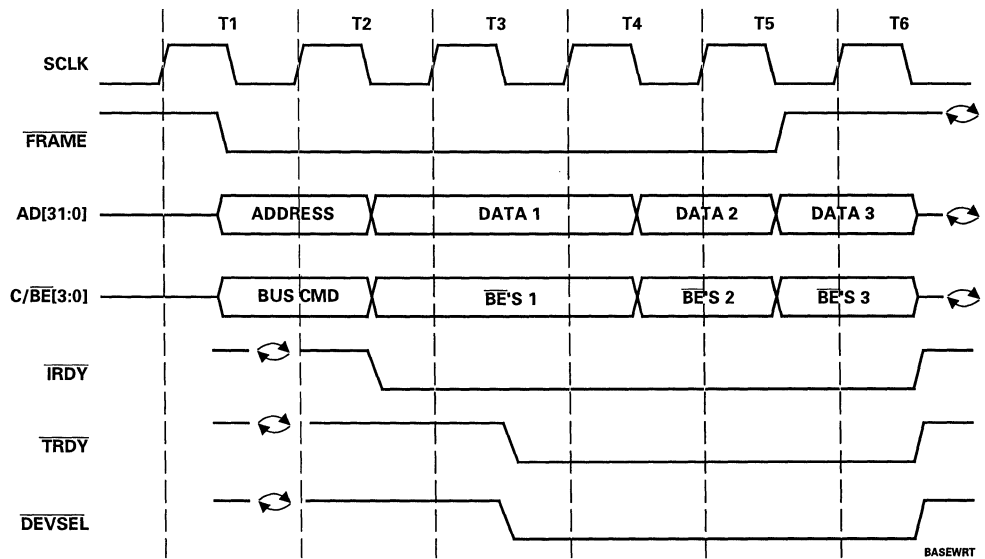 T1 T2 T3 T4 T5 T6
SCLK
FRAME
AD[31:0] ADDRESS DATA 1 DATA 2 DATA 3
C/BE[3:0] BUS CMD BE'S 1 BE'S 2 BE'S 3
IRDY
TRDY
DEVSEL
BASEWRT